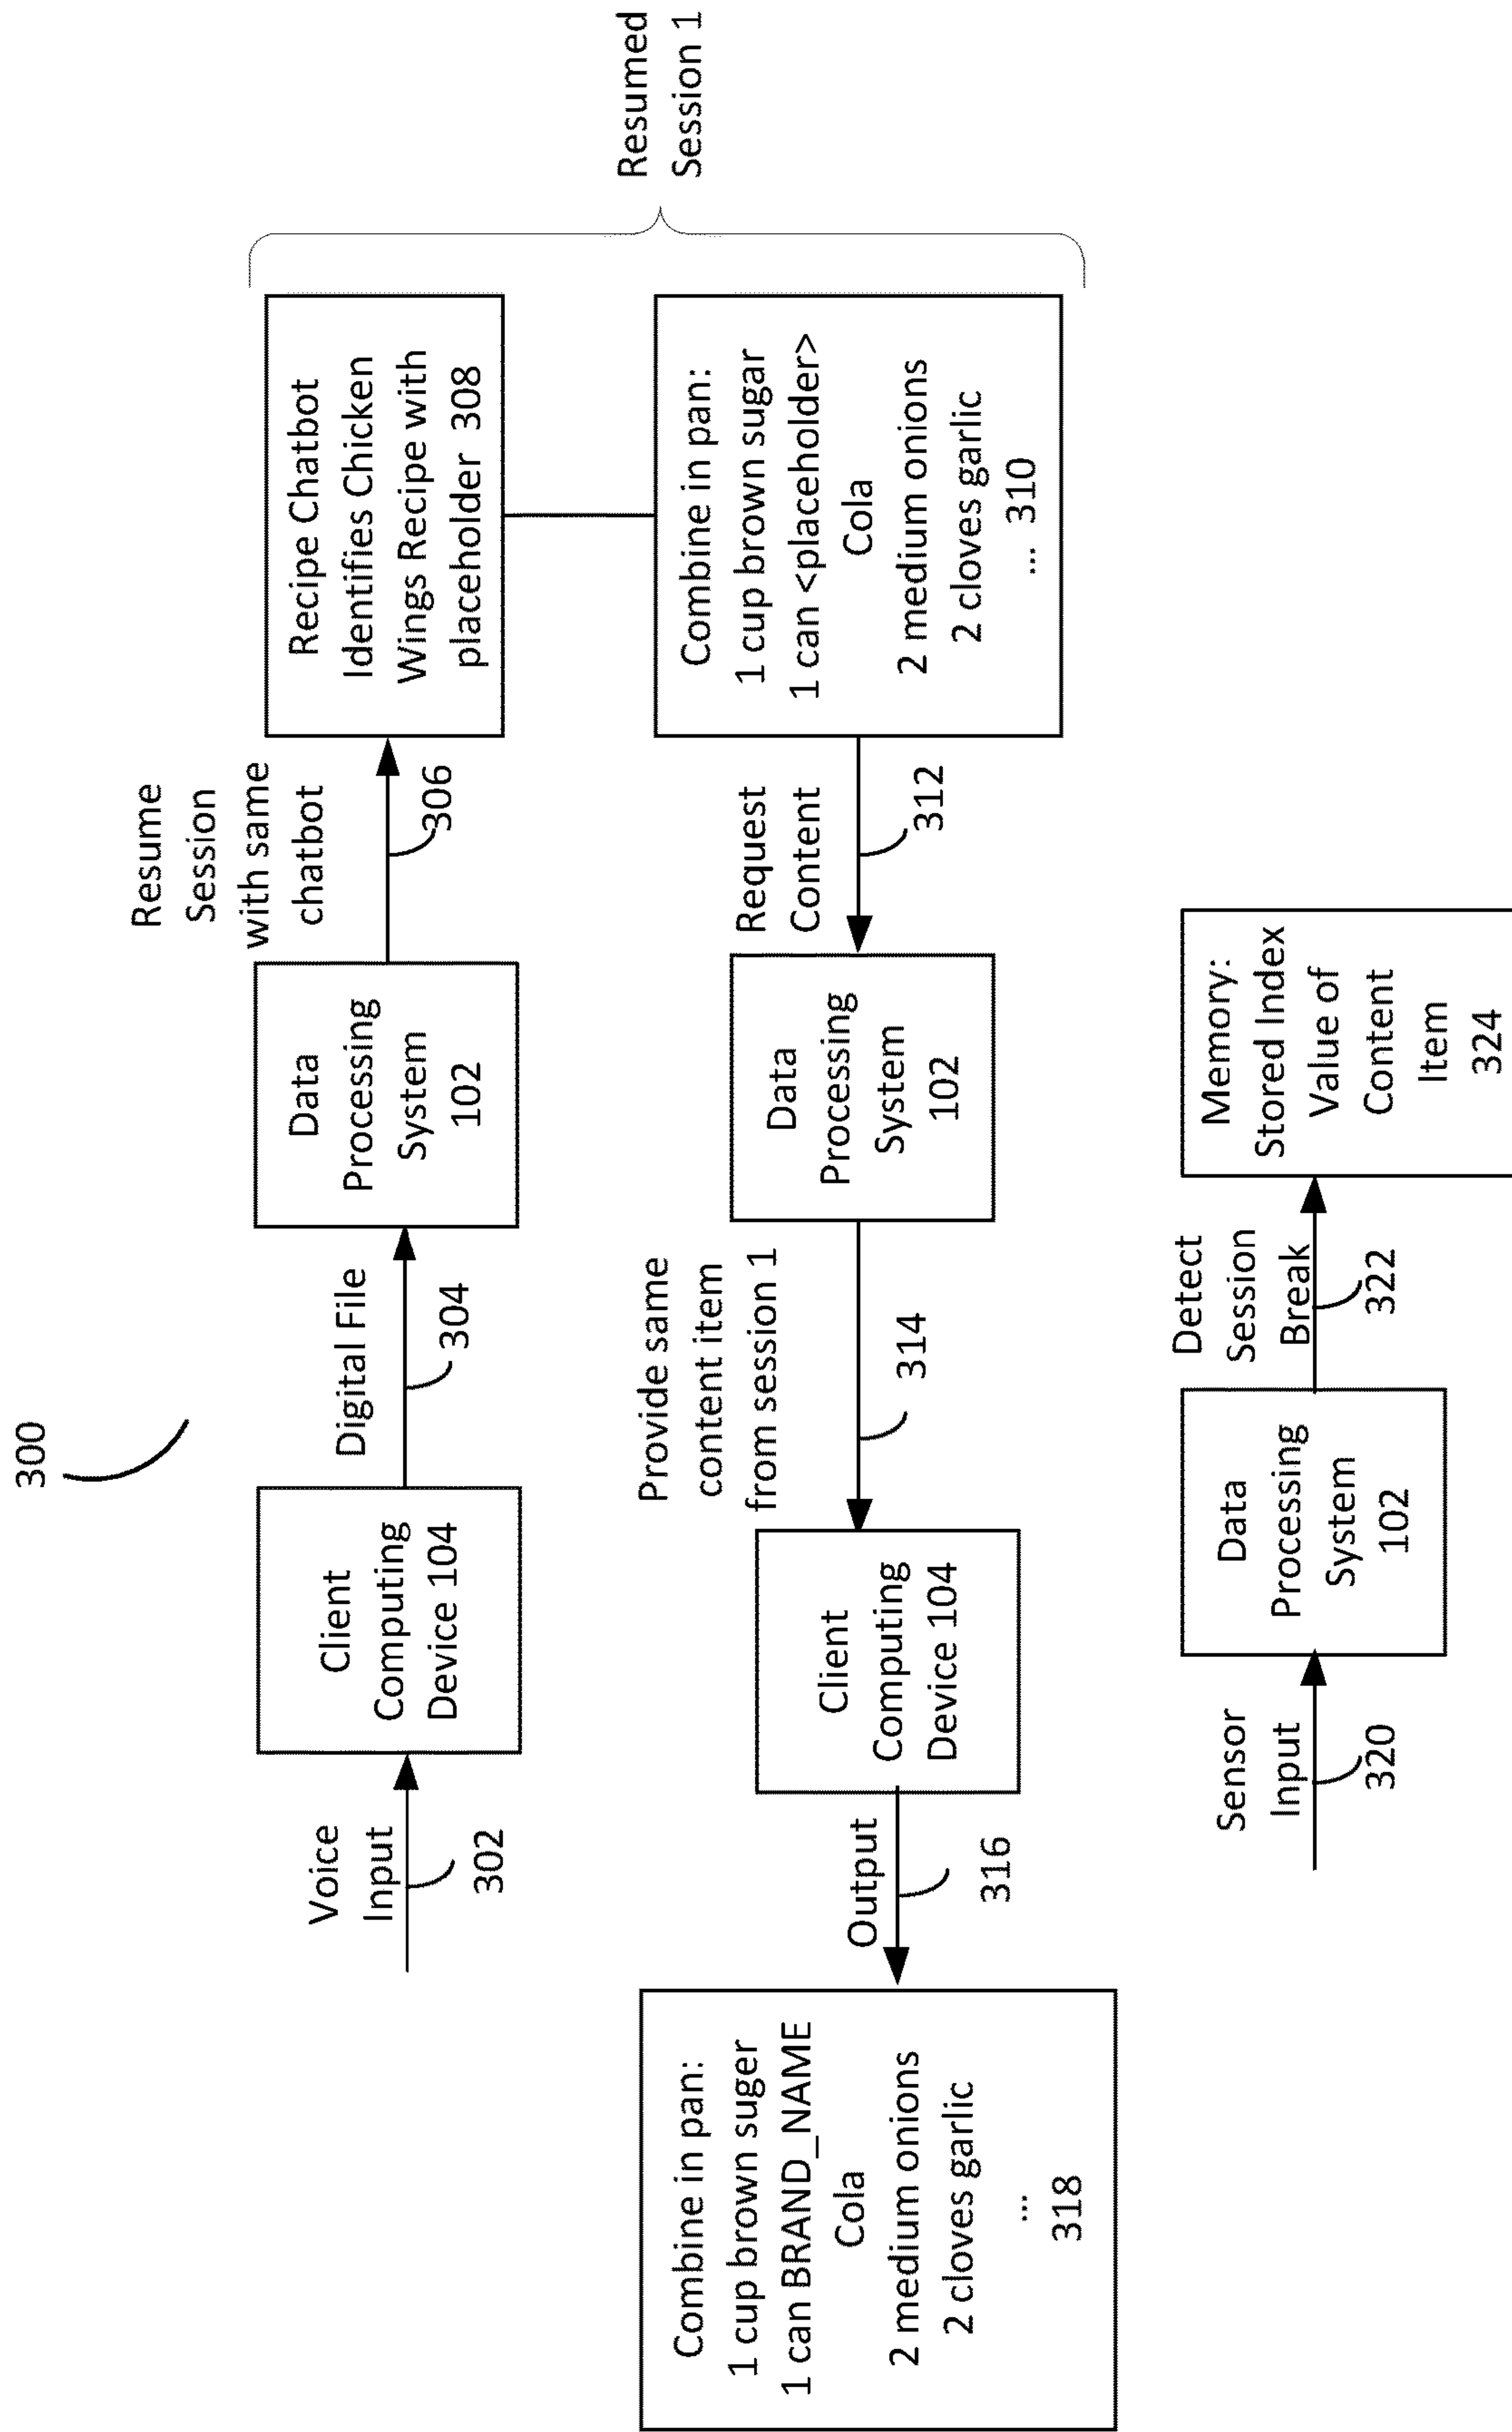 300
Voice
Input
302
Client
Computing
Device 104
Digital File
304
Data
Processing
System
102
Resume
Session
with same
chatbot
306
Recipe Chatbot
Identifies Chicken
Wings Recipe with
placeholder 308
Resumed
Session 1
Combine in pan:
1 cup brown sugar
1 can <placeholder>
Cola
2 medium onions
2 cloves garlic
... 310
Request
Content
312
Data
Processing
System
102
Provide same
content item
from session 1
314
Client
Computing
Device 104
Output
316
Combine in pan:
1 cup brown suger
1 can BRAND_NAME
Cola
2 medium onions
2 cloves garlic
...
318
Sensor
Input
320
Data
Processing
System
102
Detect
Session
Break
322
Memory:
Stored Index
Value of
Content
Item
324